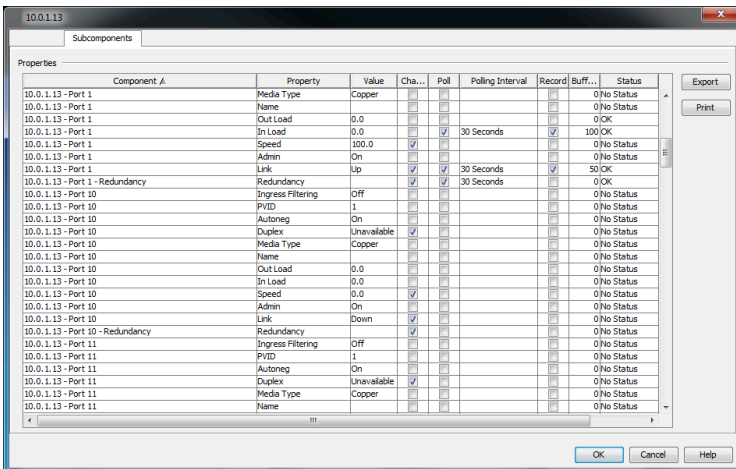 10.0.1.13
Subcomponents
Properties
Component Property Value Cha... Poll Polling Interval Record Buff... Status
10.0.1.13 - Port 1 Media Type Copper 0 No Status
10.0.1.13 - Port 1 Name 0 No Status
10.0.1.13 - Port 1 Out Load 0.0 0 OK
10.0.1.13 - Port 1 In Load 0.0 30 Seconds 100 OK
10.0.1.13 - Port 1 Speed 100.0 0 No Status
10.0.1.13 - Port 1 Admin On 0 No Status
10.0.1.13 - Port 1 Link Up 30 Seconds 50 OK
10.0.1.13 - Port 1 - Redundancy Redundancy 30 Seconds 0 OK
10.0.1.13 - Port 10 Ingress Filtering Off 0 No Status
10.0.1.13 - Port 10 PVID 1 0 No Status
10.0.1.13 - Port 10 Autoneg On 0 No Status
10.0.1.13 - Port 10 Duplex Unavailable 0 No Status
10.0.1.13 - Port 10 Media Type Copper 0 No Status
10.0.1.13 - Port 10 Name 0 No Status
10.0.1.13 - Port 10 Out Load 0.0 0 No Status
10.0.1.13 - Port 10 In Load 0.0 0 No Status
10.0.1.13 - Port 10 Speed 0.0 0 No Status
10.0.1.13 - Port 10 Admin On 0 No Status
10.0.1.13 - Port 10 Link Down 0 No Status
10.0.1.13 - Port 10 - Redundancy Redundancy 0 No Status
10.0.1.13 - Port 11 Ingress Filtering Off 0 No Status
10.0.1.13 - Port 11 PVID 1 0 No Status
10.0.1.13 - Port 11 Autoneg On 0 No Status
10.0.1.13 - Port 11 Duplex Unavailable 0 No Status
10.0.1.13 - Port 11 Media Type Copper 0 No Status
10.0.1.13 - Port 11 Name 0 No Status
Export
Print
OK Cancel Help